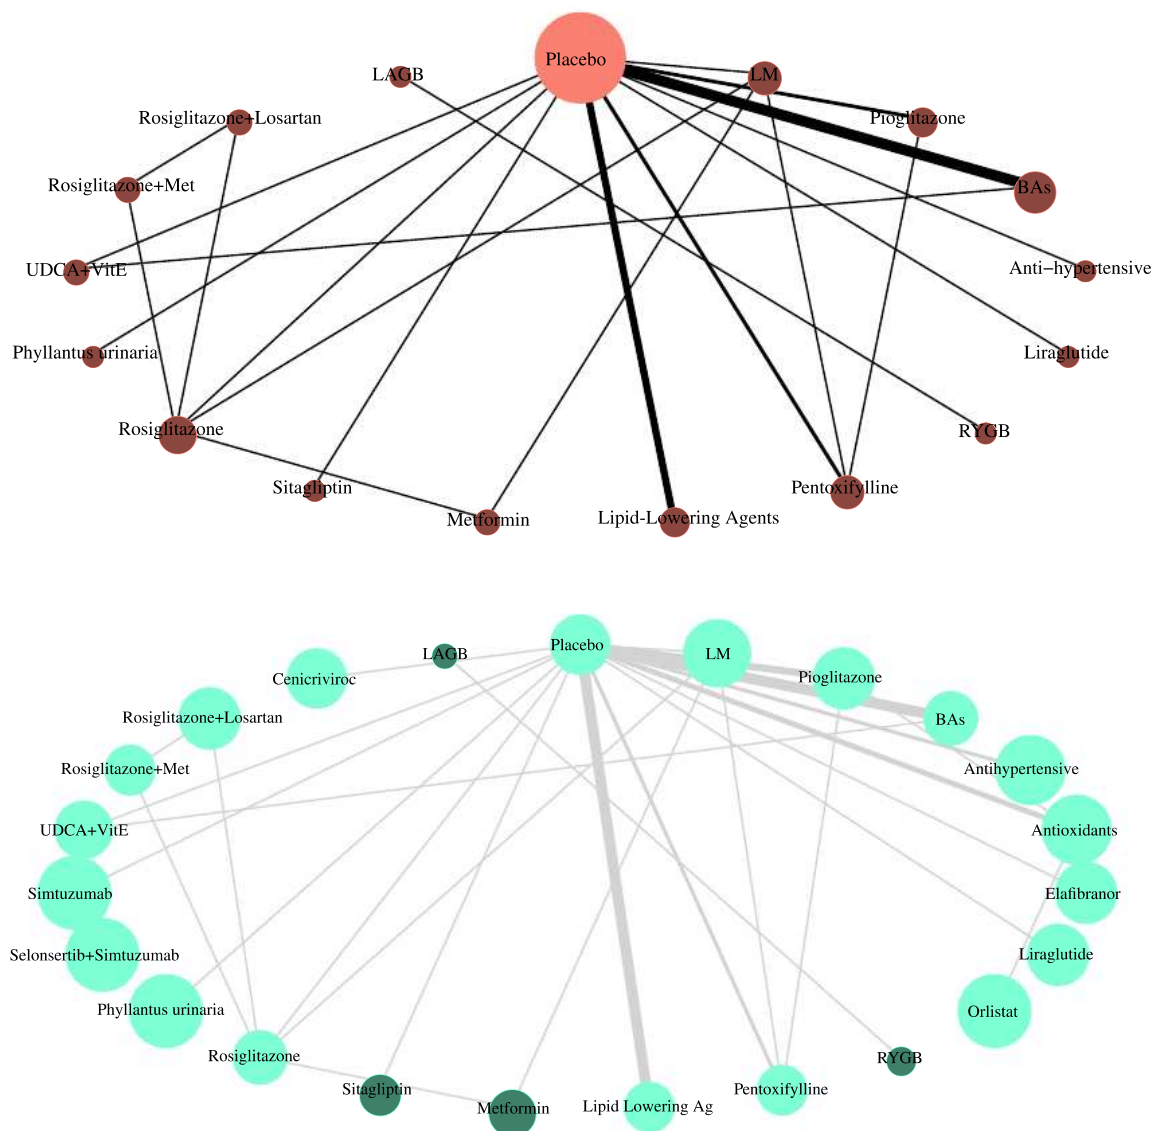 Placebo
LAGB
LM
Rosiglitazone+Losartan
Pioglitazone
Rosiglitazone+Met
BAs
UDCA+VitE
Anti−hypertensive
Phyllantus urinaria
Liraglutide
Rosiglitazone
RYGB
Sitagliptin
Pentoxifylline
Metformin
Lipid-Lowering Agents
Placebo
LAGB
LM
Cenicriviroc
Pioglitazone
Rosiglitazone+Losartan
BAs
Rosiglitazone+Met
Antihypertensive
UDCA+VitE
Antioxidants
Simtuzumab
Elafibranor
Selonsertib+Simtuzumab
Liraglutide
Phyllantus urinaria
Orlistat
Rosiglitazone
RYGB
Sitagliptin
Pentoxifylline
Metformin
Lipid Lowering Ag